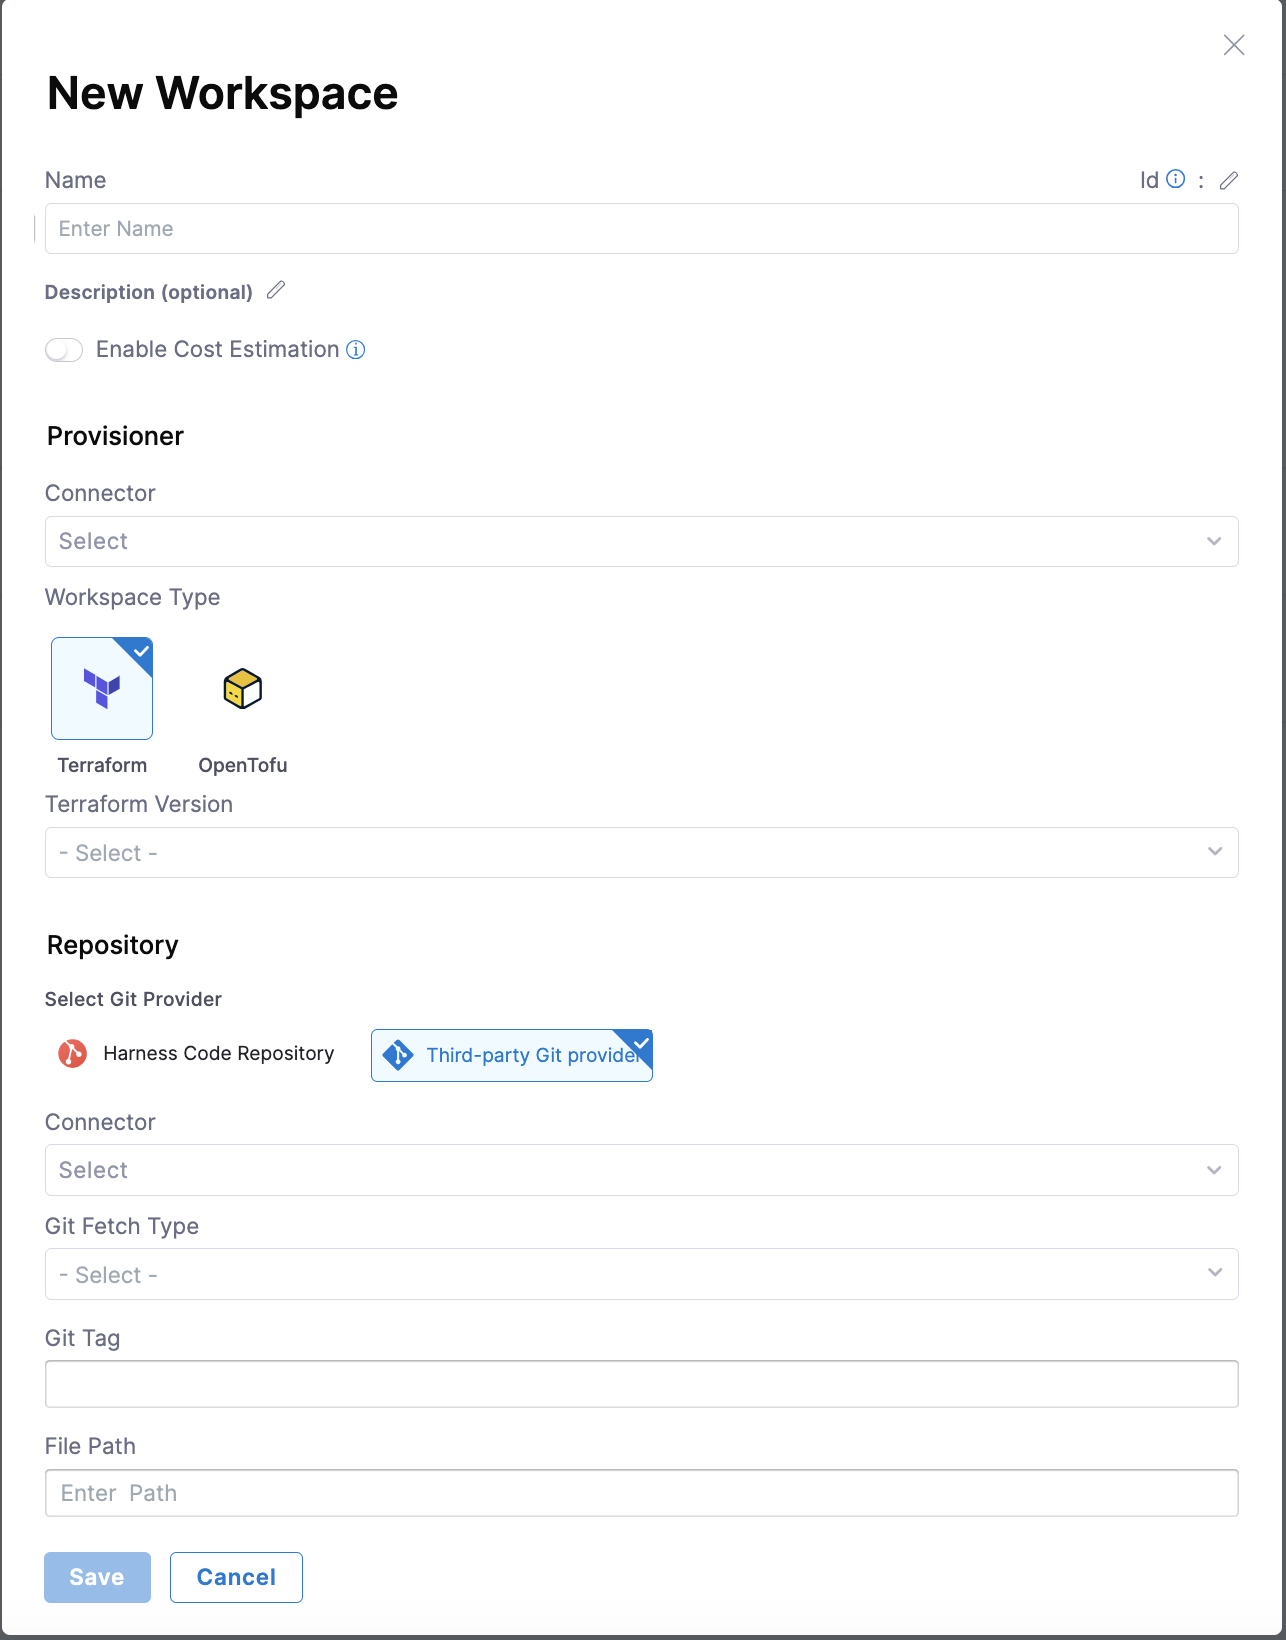 New Workspace
Name
Id :
Enter Name
Description (optional)
Enable Cost Estimation
Provisioner
Connector
Select
Workspace Type
Terraform
OpenTofu
Terraform Version
- Select -
Repository
Select Git Provider
Harness Code Repository
Third-party Git provider
Connector
Select
Git Fetch Type
- Select -
Git Tag
File Path
Enter Path
Save
Cancel